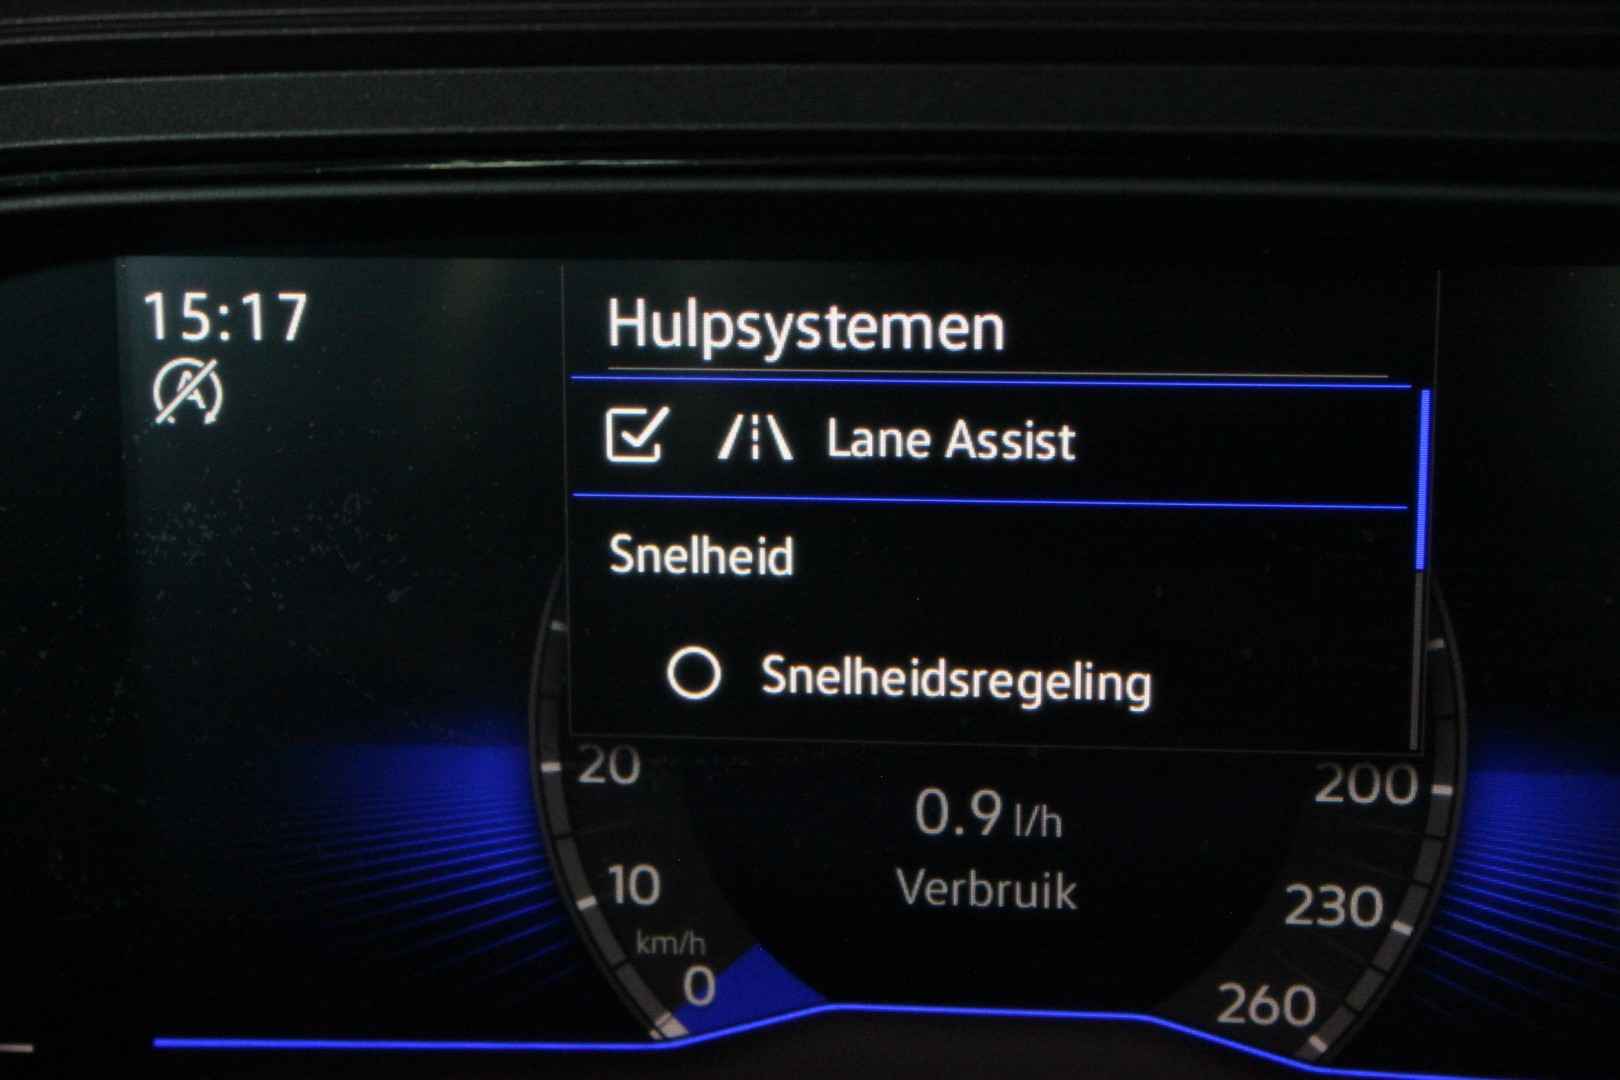 15:17
Hulpsystemen
Lane Assist
Snelheid
Snelheidsregeling
20
200
0.9 l/h
10
Verbruik
230
km/h
0
260